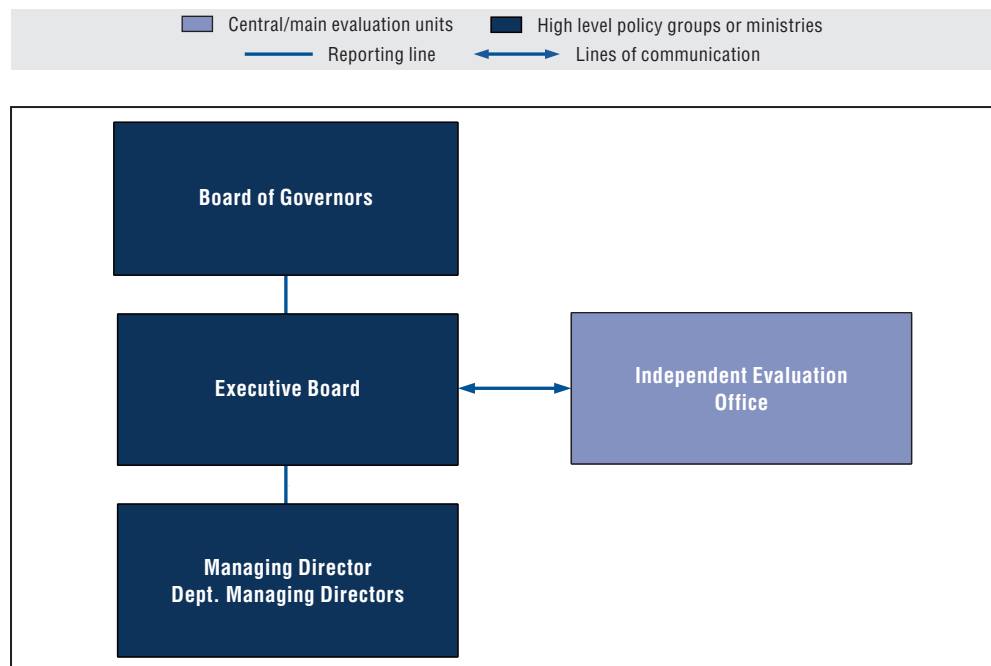 Central/main evaluation units
High level policy groups or ministries
Reporting line
Lines of communication
Board of Governors
Executive Board
Independent Evaluation
Office
Managing Director
Dept. Managing Directors